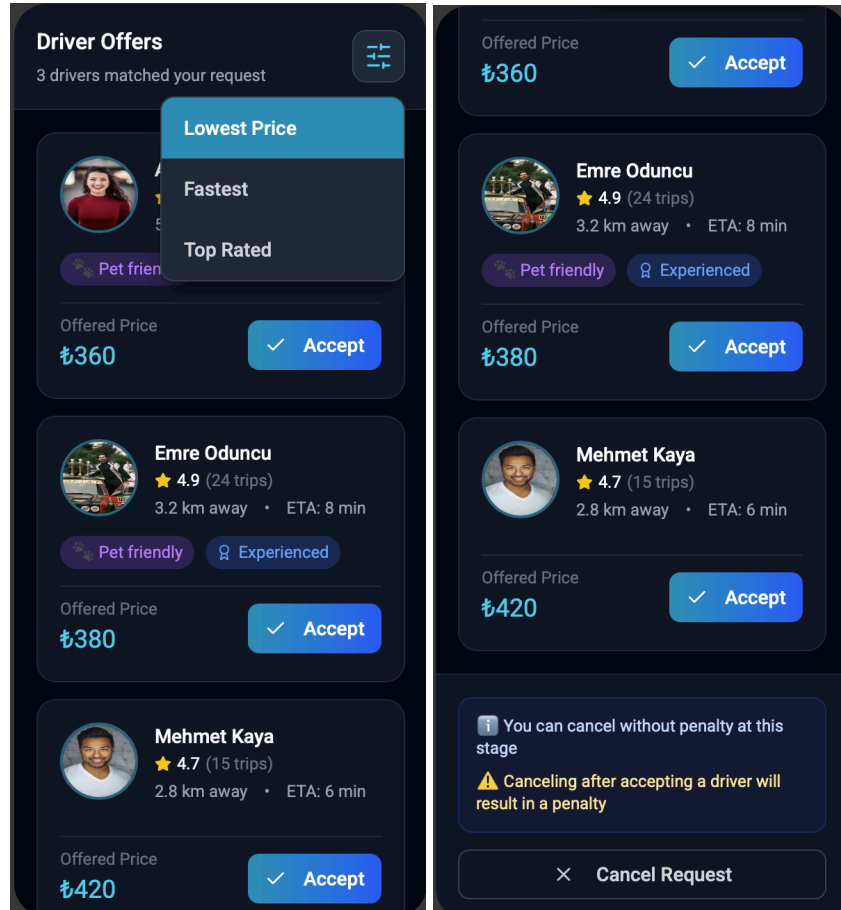 Driver Offers
3 drivers matched your request
Lowest Price
Fastest
Top Rated
Pet frien
Offered Price
₺360
Accept
Emre Oduncu
4.9 (24 trips)
3.2 km away • ETA: 8 min
Pet friendly
Experienced
Offered Price
₺380
Accept
Mehmet Kaya
4.7 (15 trips)
2.8 km away • ETA: 6 min
Offered Price
₺420
Accept
Offered Price
₺360
Accept
Emre Oduncu
4.9 (24 trips)
3.2 km away • ETA: 8 min
Pet friendly
Experienced
Offered Price
₺380
Accept
Mehmet Kaya
4.7 (15 trips)
2.8 km away • ETA: 6 min
Offered Price
₺420
Accept
You can cancel without penalty at this
stage
Canceling after accepting a driver will
result in a penalty
Cancel Request